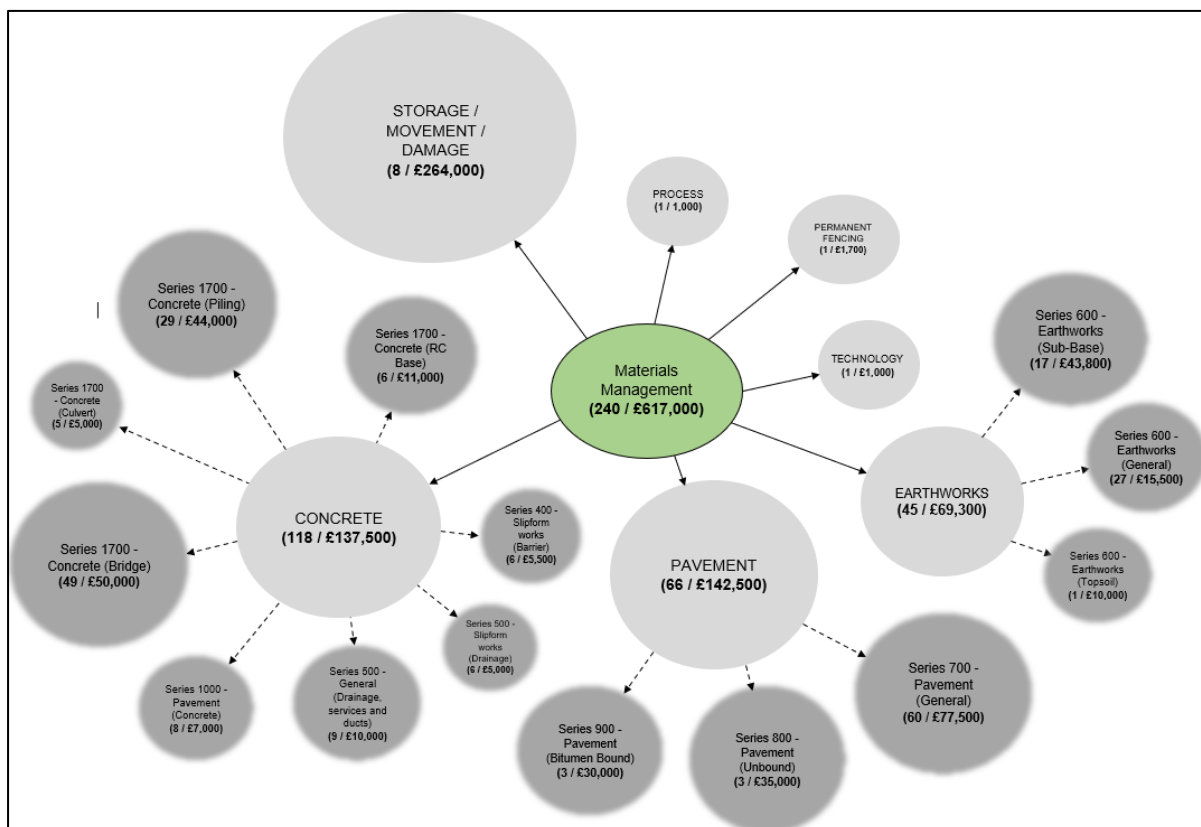 STORAGE /
MOVEMENT /
DAMAGE
(8 / £264,000)
PROCESS
(1 / 1,000)
PERMANENT
FENCING
(1 / £1,700)
Series 1700 -
Concrete (Piling)
(29 / £44,000)
Series 1700 -
Concrete (RC
Base)
(6 / £11,000)
Series 600 -
Earthworks
(Sub-Base)
(17 / £43,800)
Materials
Management
(240 / £617,000)
TECHNOLOGY
(1 / £1,000)
Series 1700
- Concrete
(Culvert)
(5 / £5,000)
Series 600 -
Earthworks
(General)
(27 / £15,500)
EARTHWORKS
(45 / £69,300)
CONCRETE
(118 / £137,500)
Series 400 -
Slipform
works
(Barrier)
(6 / £5,500)
Series 1700 -
Concrete (Bridge)
(49 / £50,000)
PAVEMENT
(66 / £142,500)
Series 600 -
Earthworks
(Topsoil)
(1 / £10,000)
Series 500 -
Slipform
works
(Drainage)
(6 / £5,000)
Series 1000 -
Pavement
(Concrete)
(8 / £7,000)
Series 500 -
General
(Drainage,
services and
ducts)
(9 / £10,000)
Series 700 -
Pavement
(General)
(60 / £77,500)
Series 900 -
Pavement
(Bitumen Bound)
(3 / £30,000)
Series 800 -
Pavement
(Unbound)
(3 / £35,000)